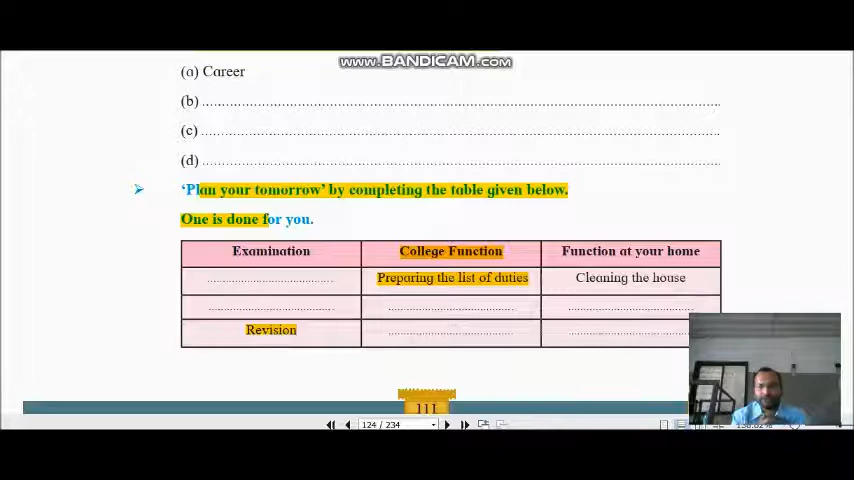 www.BANDICAM.com
(a) Career
(b) ................................................................
(c) ................................................................
(d) ................................................................
➢ 'Plan your tomorrow' by completing the table given below.
One is done for you.
Examination College Function Function at your home
................................ Preparing the list of duties Cleaning the house
................................ ................................ ................................
Revision ................................ ................................
111
124 / 234